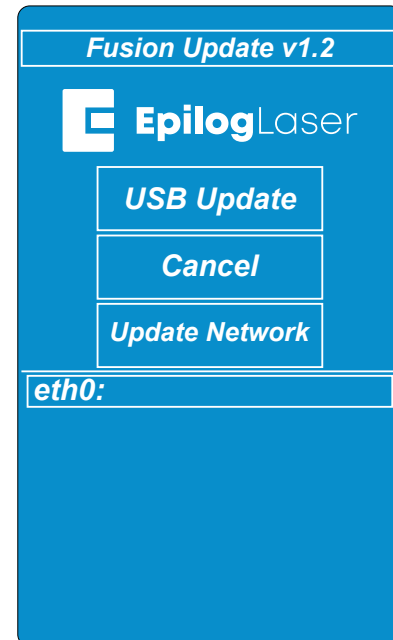 Fusion Update v1.2
EpilogLaser
USB Update
Cancel
Update Network
eth0: